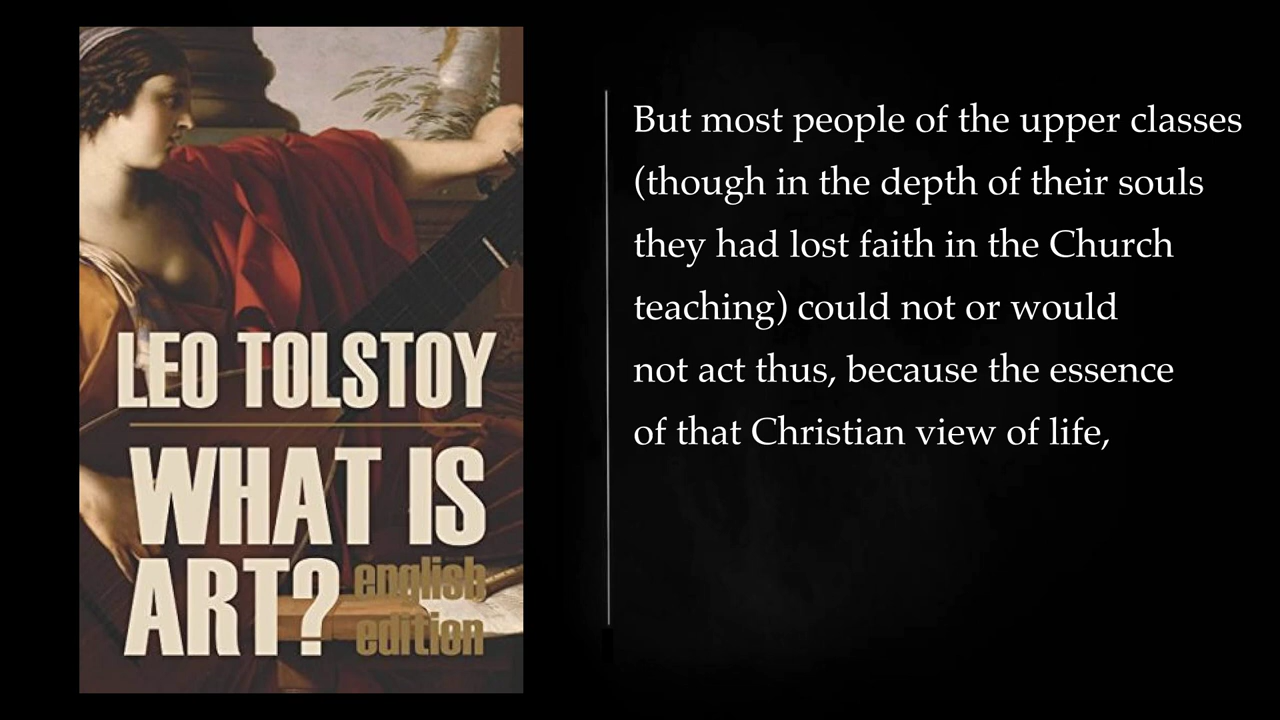 LEO TOLSTOY
WHAT IS
ART?
english
edition
But most people of the upper classes
(though in the depth of their souls
they had lost faith in the Church
teaching) could not or would
not act thus, because the essence
of that Christian view of life,